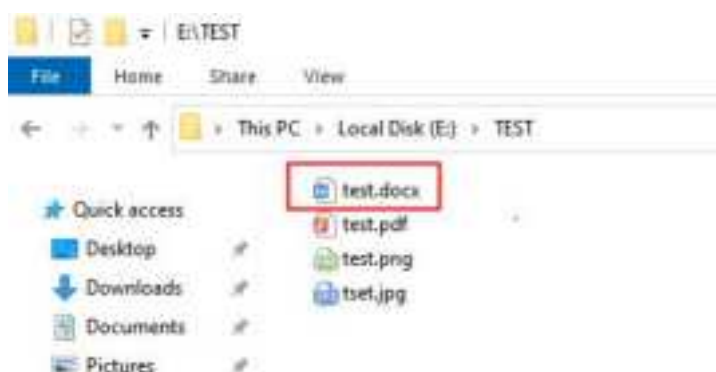 E:\TEST
File Home Share View
This PC Local Disk (E:) TEST
test.docx
Quick access
test.pdf
Desktop
test.png
Downloads
tset.jpg
Documents
Pictures